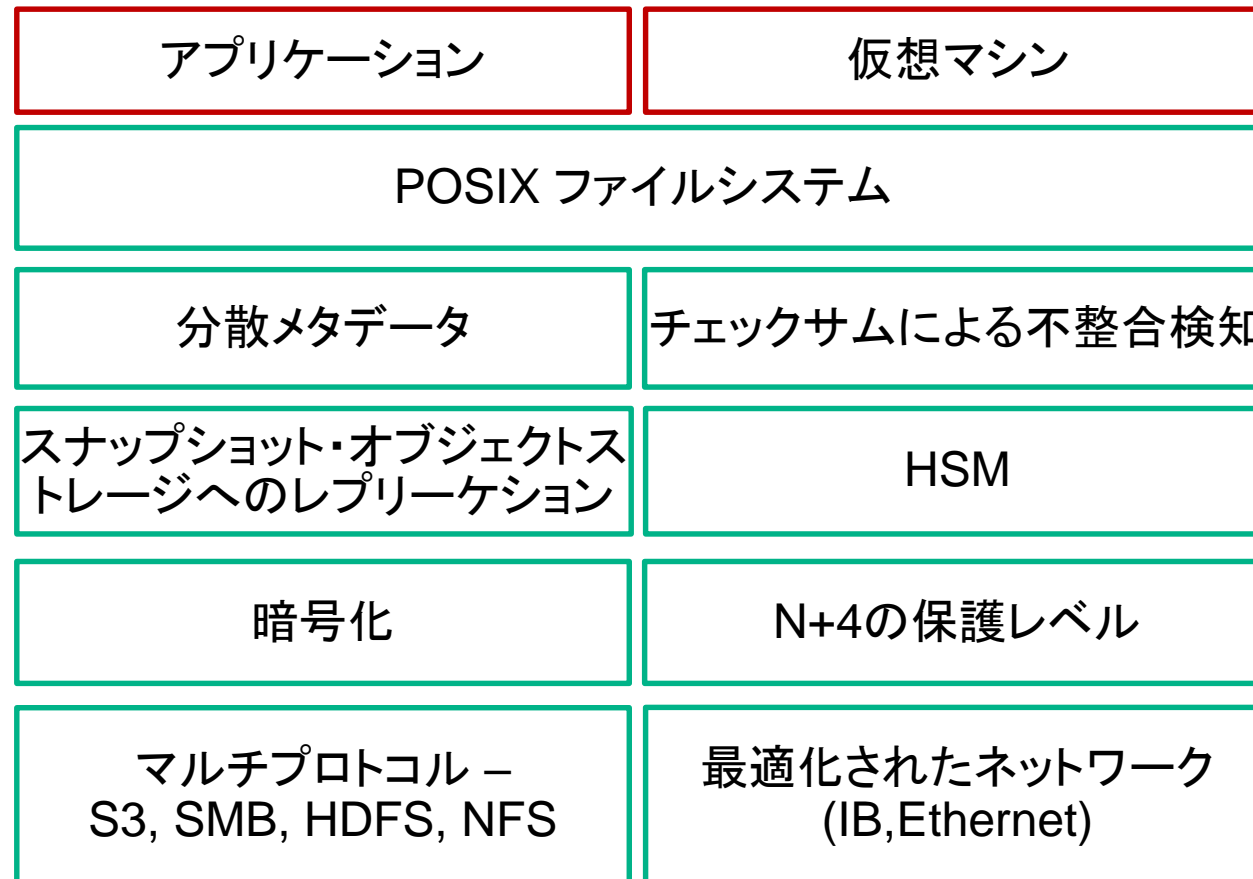 アプリケーション
仮想マシン
POSIX ファイルシステム
分散メタデータ
チェックサムによる不整合検知
スナップショット・オブジェクトス
トレージへのレプリーケション
HSM
暗号化
N+4の保護レベル
マルチプロトコル –
S3, SMB, HDFS, NFS
最適化されたネットワーク
(IB,Ethernet)